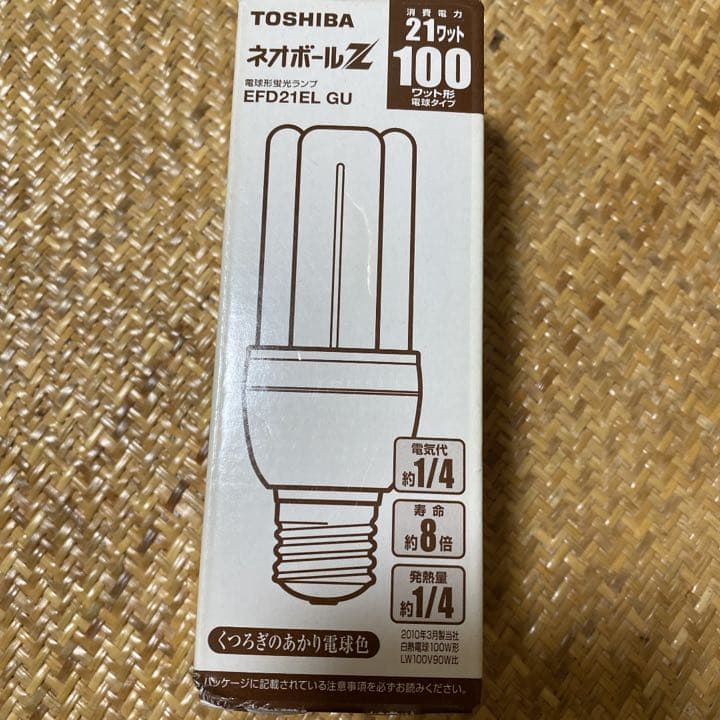 TOSHIBA
ネオボールZ
電球形蛍光ランプ
EFD21EL GU
消費電力
21ワット
100
ワット形
電球タイプ
電気代
約1/4
寿命
約8倍
発熱量
約1/4
2010年3月製当社
白熱電球100W形
LW100V90W比
くつろぎのあかり電球色
パッケージに記載されている注意事項を必ずお読みください。